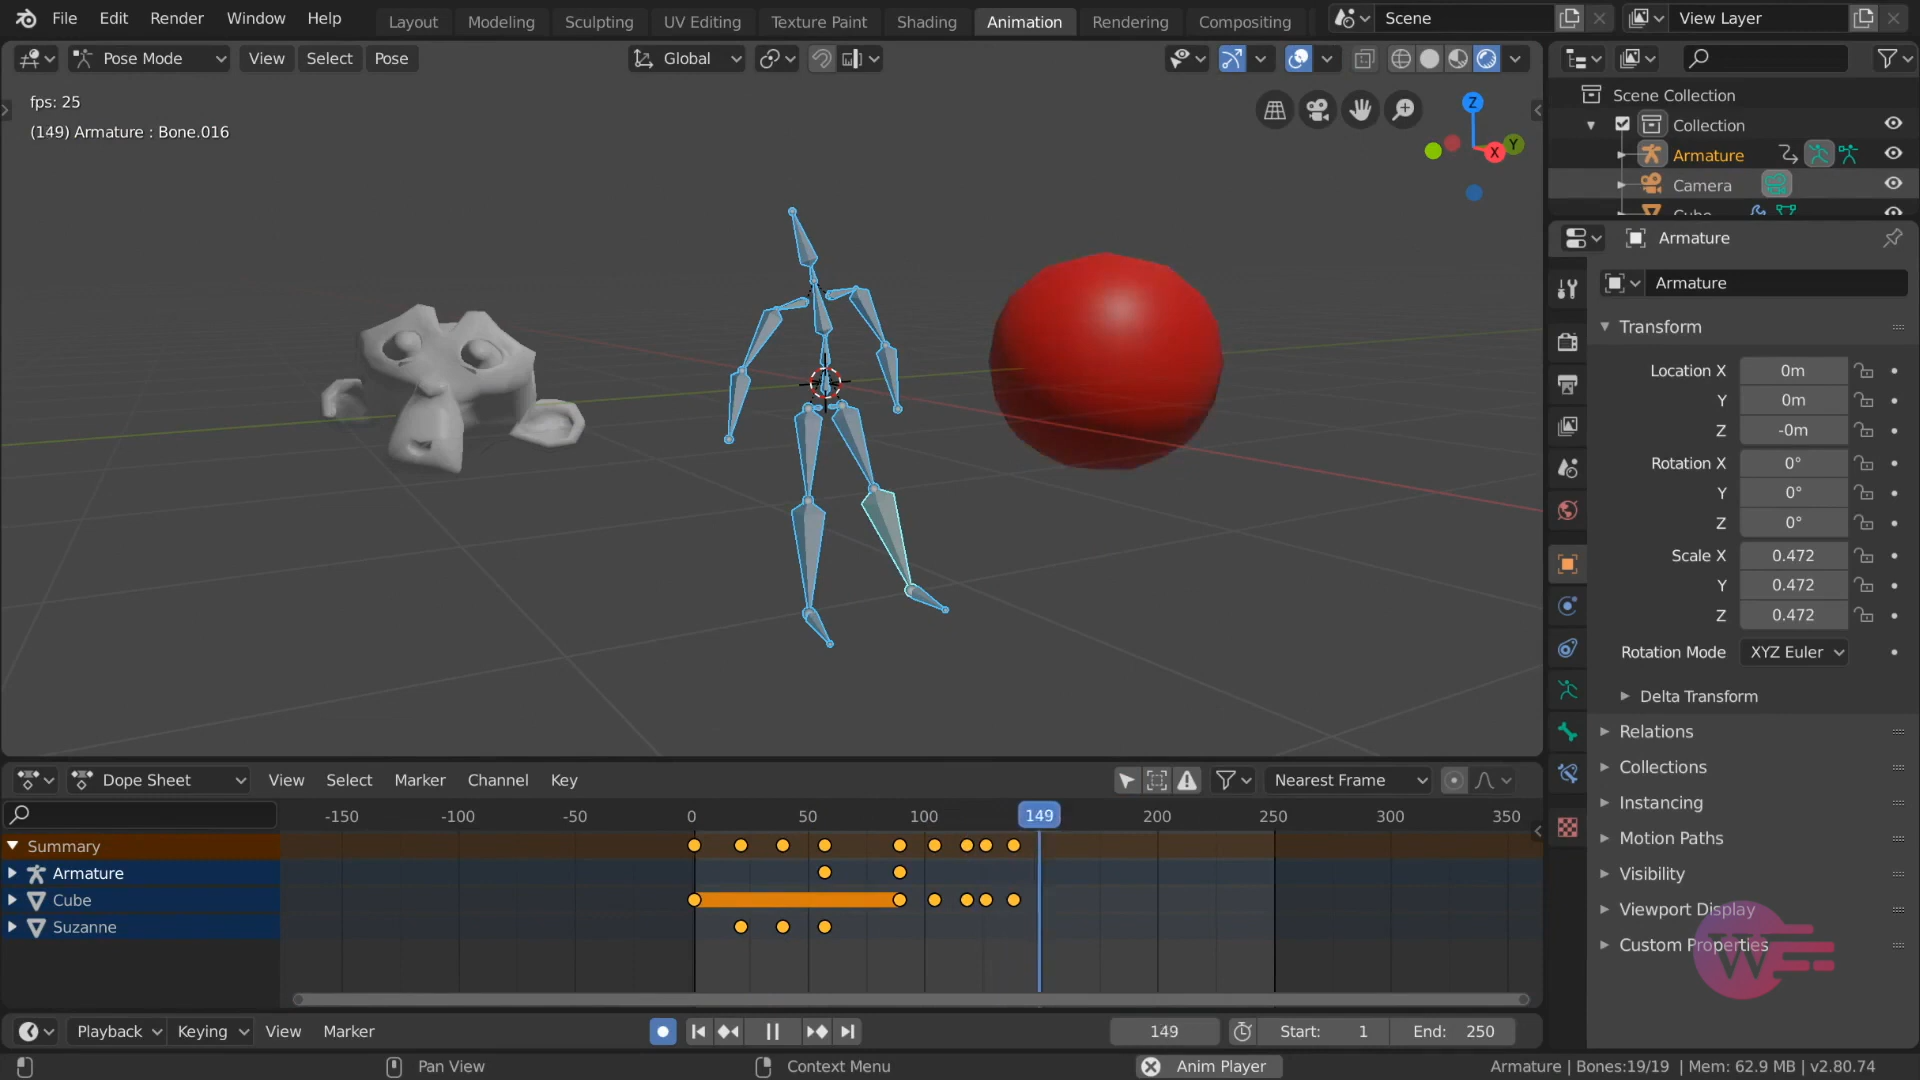 File Edit Render Window Help Layout Modeling Sculpting UV Editing Texture Paint Shading Animation Rendering Compositing Scene View Layer
Pose Mode View Select Pose Global
fps: 25
(149) Armature : Bone.016
Z
Y
X
Scene Collection
Collection
Armature
Camera
Cube
Armature
Armature
Transform
Location X 0m
Y 0m
Z -0m
Rotation X 0°
Y 0°
Z 0°
Scale X 0.472
Y 0.472
Z 0.472
Rotation Mode XYZ Euler
Delta Transform
Relations
Collections
Instancing
Motion Paths
Visibility
Viewport Display
Custom Properties
W
Dope Sheet View Select Marker Channel Key Nearest Frame
-150 -100 -50 0 50 100 149 200 250 300 350
Summary
Armature
Cube
Suzanne
Playback Keying View Marker 149 Start: 1 End: 250
Pan View Context Menu Anim Player Armature | Bones:19/19 | Mem: 62.9 MB | v2.80.74